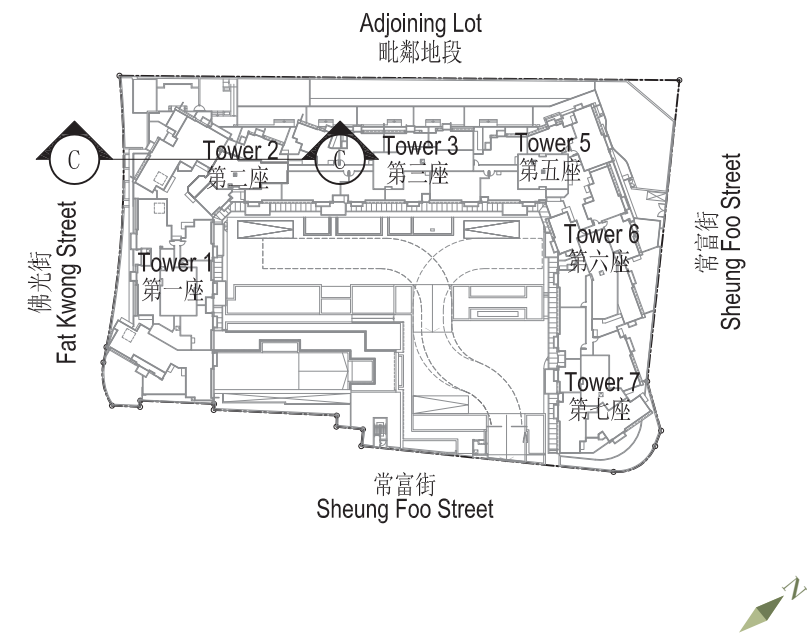 Adjoining Lot
毗鄰地段
C
C
Tower 2
第二座
Tower 3
第三座
Tower 5
第五座
佛光街
Fat Kwong Street
Tower 1
第一座
Tower 6
第六座
常富街
Sheung Foo Street
Tower 7
第七座
常富街
Sheung Foo Street
N